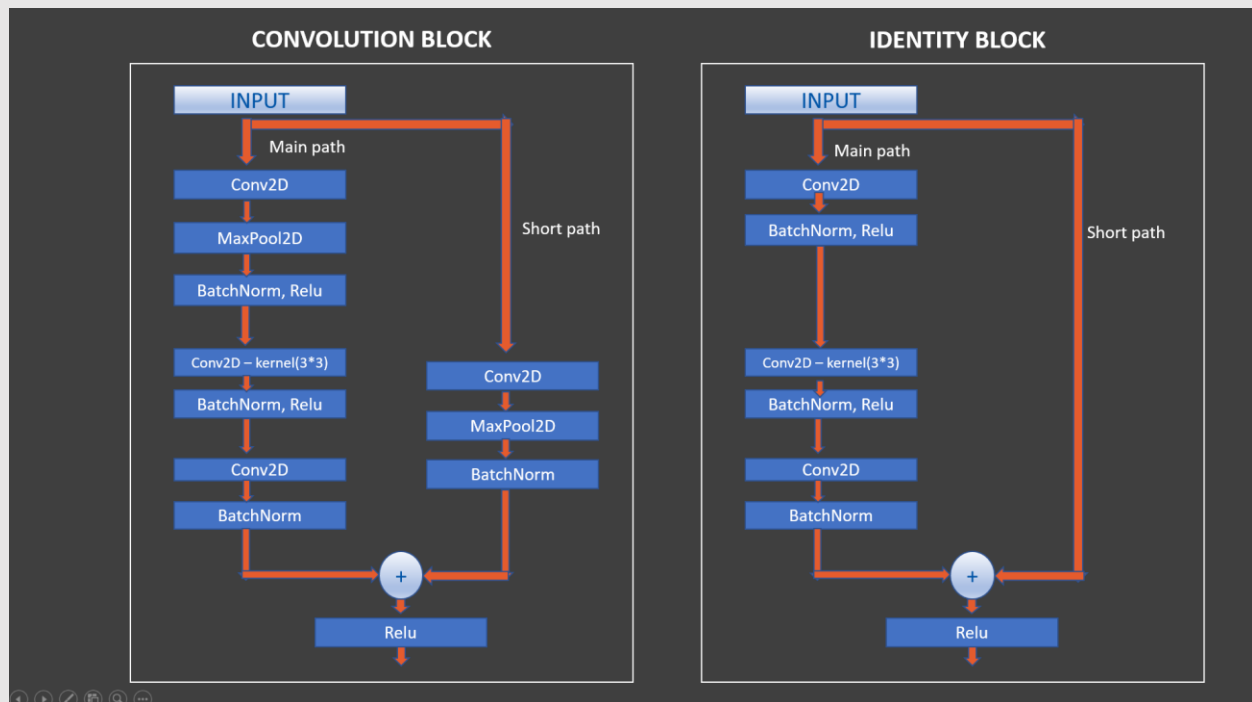 CONVOLUTION BLOCK
INPUT
Main path
Conv2D
MaxPool2D
BatchNorm, Relu
Conv2D – kernel(3*3)
BatchNorm, Relu
Conv2D
BatchNorm
Short path
Conv2D
MaxPool2D
BatchNorm
+
Relu
IDENTITY BLOCK
INPUT
Main path
Conv2D
BatchNorm, Relu
Conv2D – kernel(3*3)
BatchNorm, Relu
Conv2D
BatchNorm
Short path
+
Relu